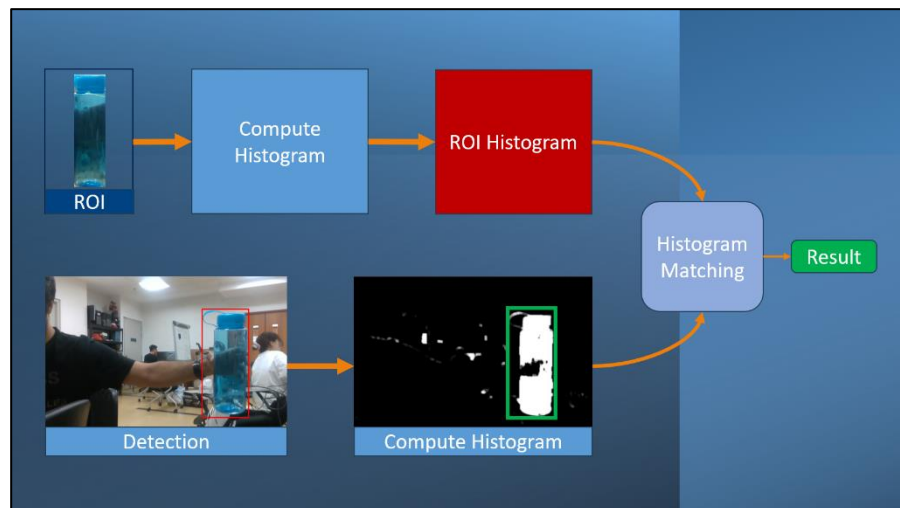 ROI
Compute
Histogram
ROI Histogram
Histogram
Matching
Result
Detection
Compute Histogram